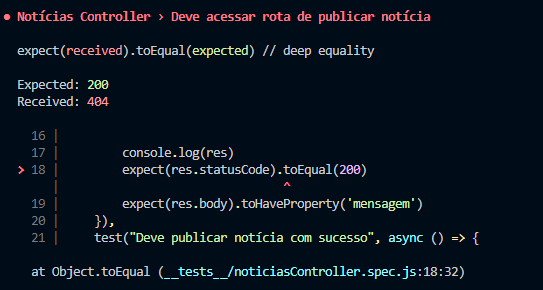 ● Notícias Controller › Deve acessar rota de publicar notícia
expect(received).toEqual(expected) // deep equality
Expected: 200
Received: 404
16 |
17 |         console.log(res)
> 18 |         expect(res.statusCode).toEqual(200)
|                                ^
19 |         expect(res.body).toHaveProperty('mensagem')
20 |     }),
21 |     test("Deve publicar notícia com sucesso", async () => {
at Object.toEqual (__tests__/noticiasController.spec.js:18:32)